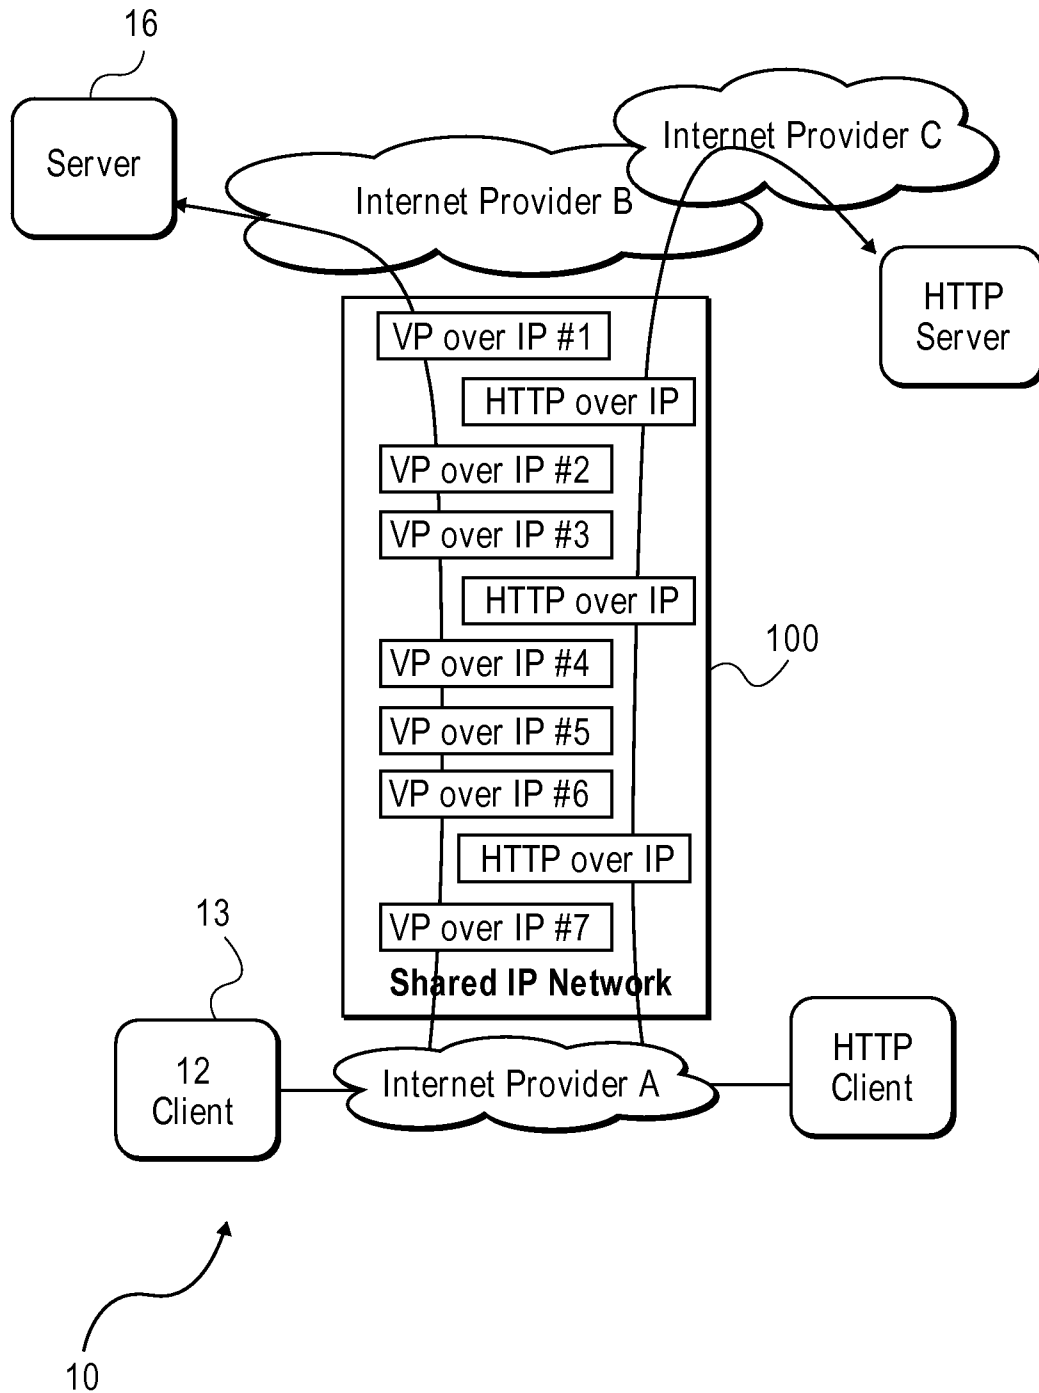 16
Server
Internet Provider C
Internet Provider B
HTTP
Server
VP over IP #1
HTTP over IP
VP over IP #2
VP over IP #3
HTTP over IP
100
VP over IP #4
VP over IP #5
VP over IP #6
HTTP over IP
13
VP over IP #7
Shared IP Network
12
Client
Internet Provider A
HTTP
Client
10